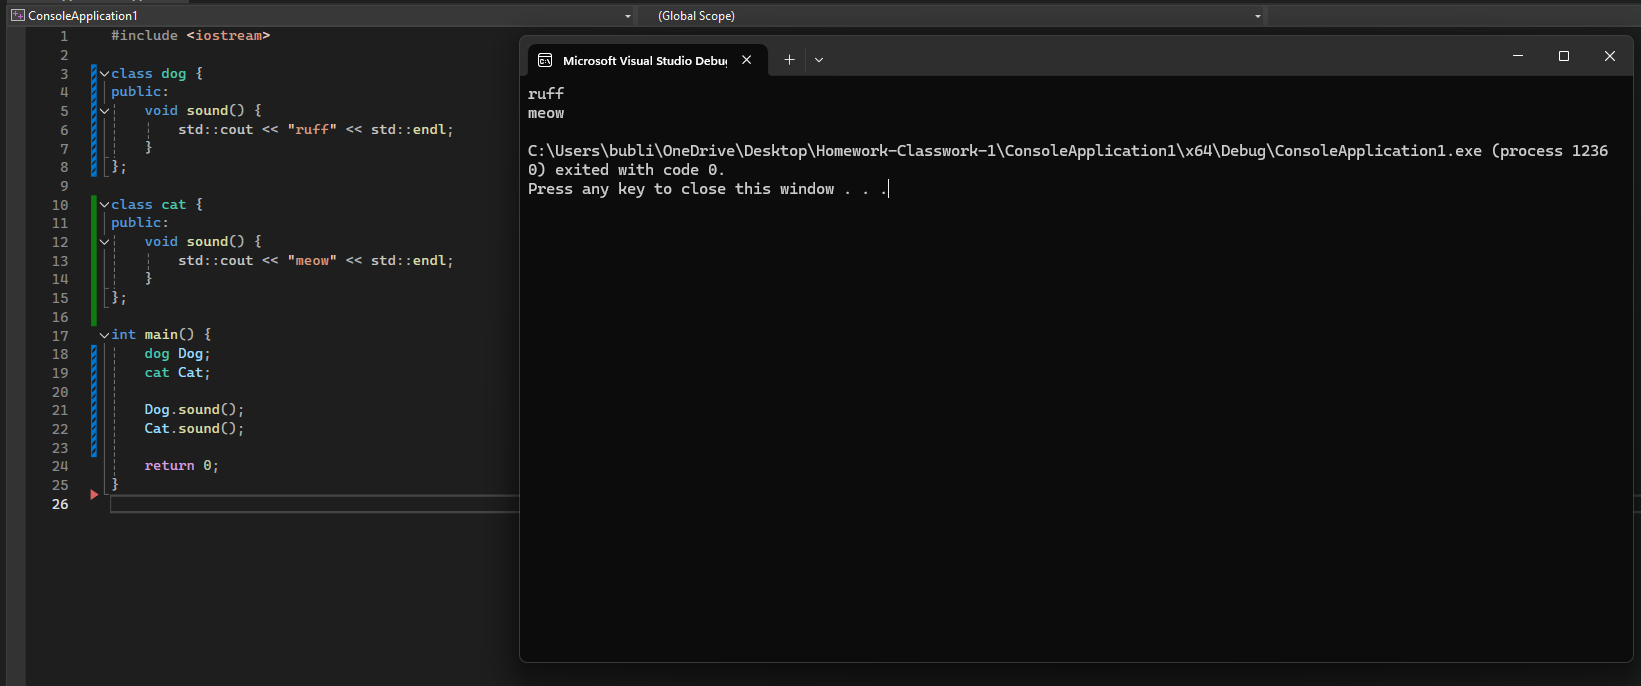 ConsoleApplication1
(Global Scope)
1 #include <iostream>
2
3 class dog {
4 public:
5     void sound() {
6         std::cout << "ruff" << std::endl;
7     }
8 };
9
10 class cat {
11 public:
12     void sound() {
13         std::cout << "meow" << std::endl;
14     }
15 };
16
17 int main() {
18     dog Dog;
19     cat Cat;
20
21     Dog.sound();
22     Cat.sound();
23
24     return 0;
25 }
26
Microsoft Visual Studio Debu
ruff
meow
C:\Users\bubli\OneDrive\Desktop\Homework-Classwork-1\ConsoleApplication1\x64\Debug\ConsoleApplication1.exe (process 1236
0) exited with code 0.
Press any key to close this window . . .